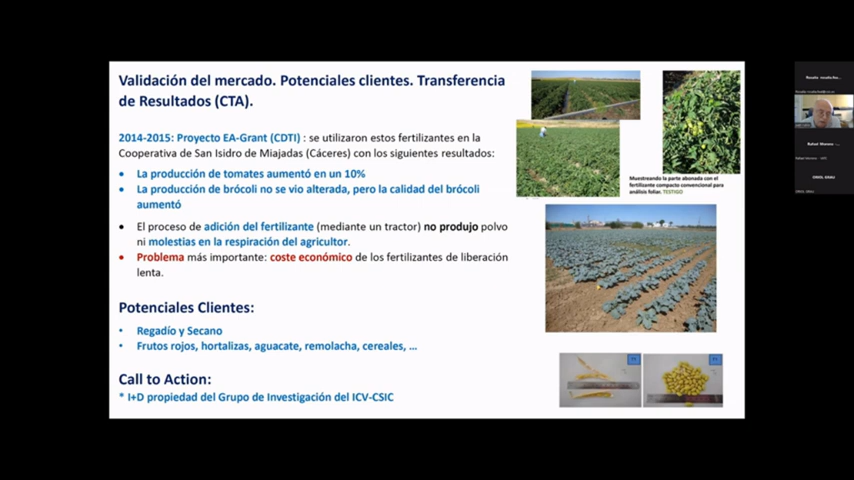 Validación del mercado. Potenciales clientes. Transferencia
de Resultados (CTA).
2014-2015: Proyecto EA-Grant (CDTI) : se utilizaron estos fertilizantes en la
Cooperativa de San Isidro de Miajadas (Cáceres) con los siguientes resultados:
• La producción de tomates aumentó en un 10%
• La producción de brócoli no se vio alterada, pero la calidad del brócoli
aumentó
• El proceso de adición del fertilizante (mediante un tractor) no produjo polvo
ni molestias en la respiración del agricultor.
• Problema más importante: coste económico de los fertilizantes de liberación
lenta.
Potenciales Clientes:
• Regadío y Secano
• Frutos rojos, hortalizas, aguacate, remolacha, cereales, ...
Call to Action:
* I+D propiedad del Grupo de Investigación del ICV-CSIC
Muestreando la parte abonada con el
fertilizante compacto convencional para
análisis foliar. TESTIGO